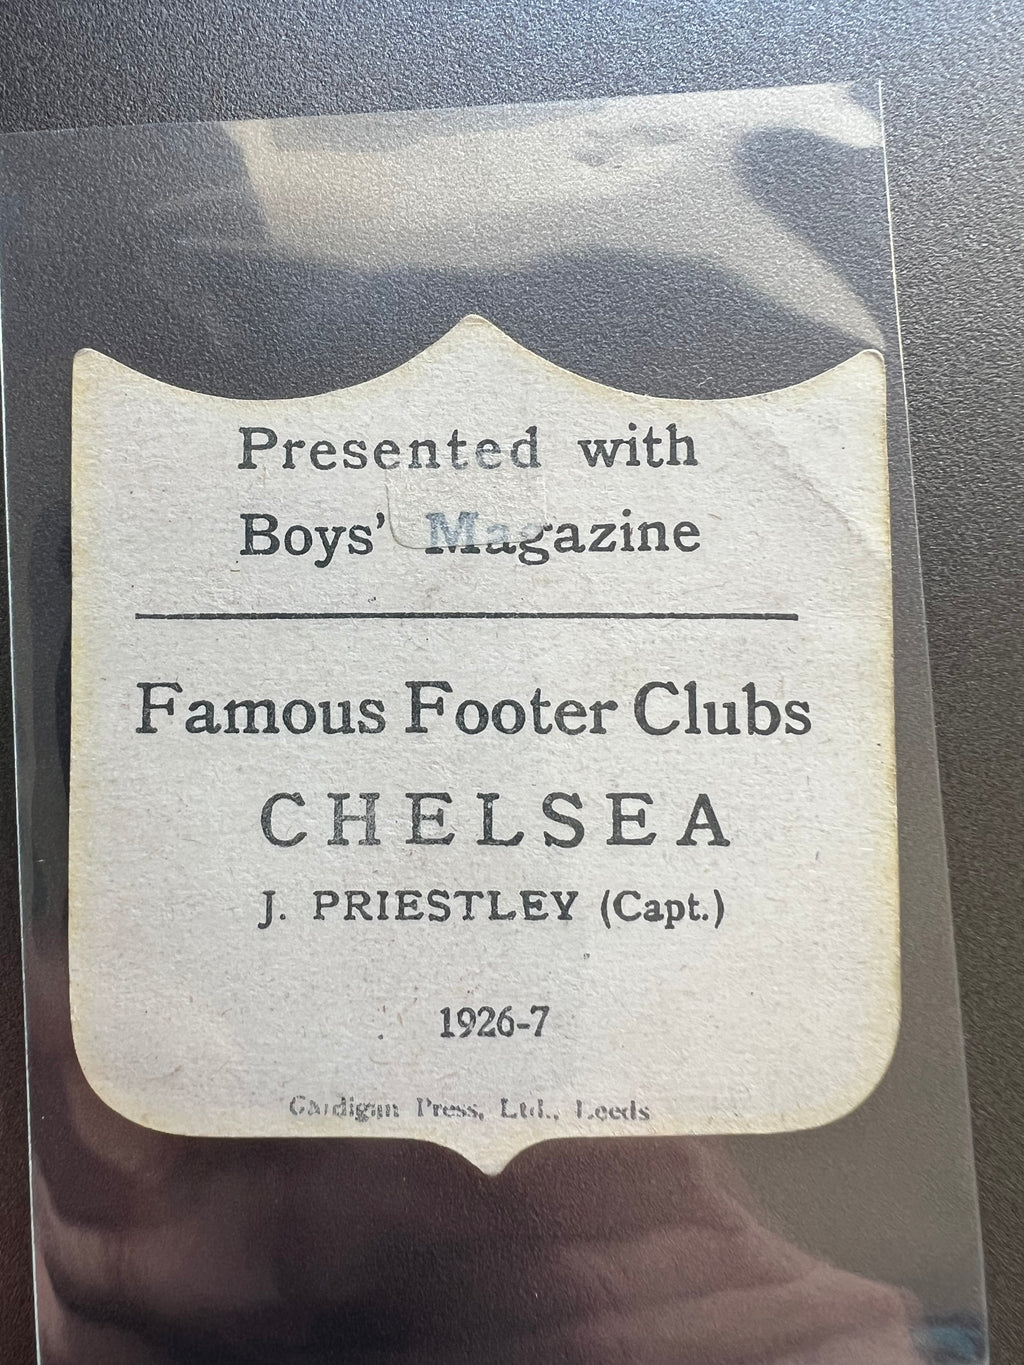 Presented with
Boys' Magazine
Famous Footer Clubs
CHELSEA
J. PRIESTLEY (Capt.)
1926-7
Cardigan Press, Ltd., Leeds